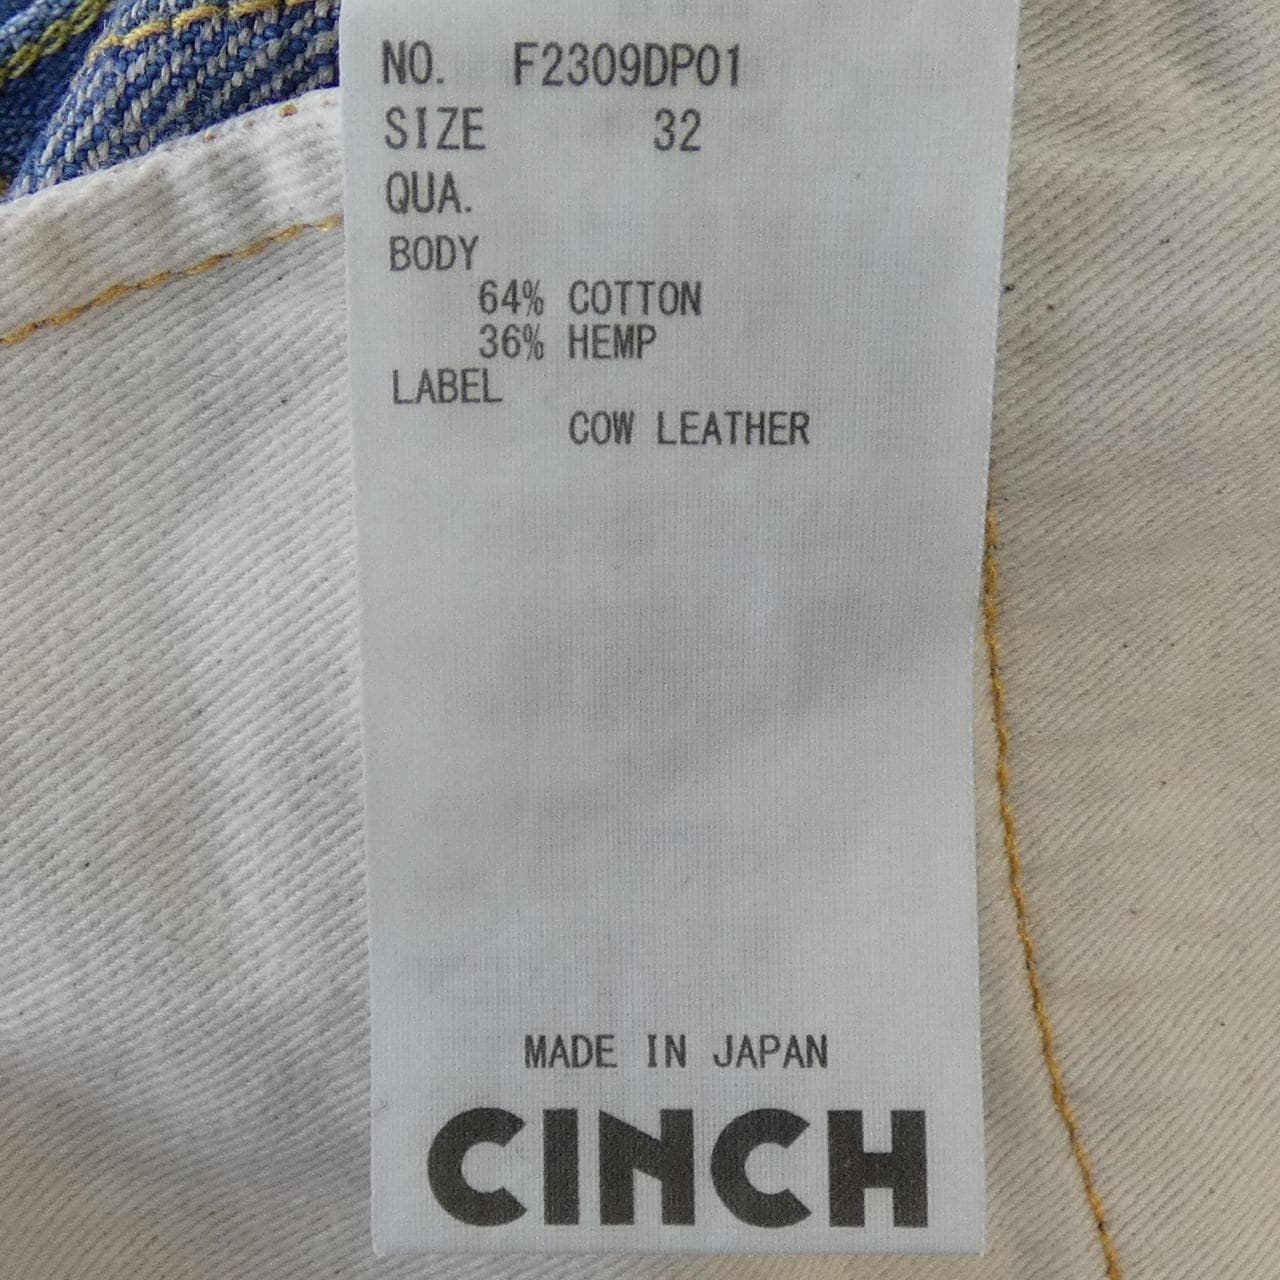 NO. F2309DP01
SIZE 32
QUA.
BODY
64% COTTON
36% HEMP
LABEL
COW LEATHER
MADE IN JAPAN
CINCH